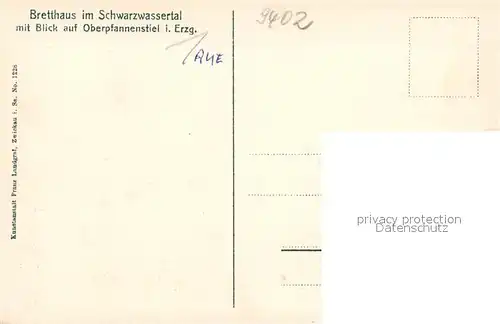 Bretthaus im Schwarzwassertal
mit Blick auf Oberpfannenstiel i. Erzg.
9402
AUE
Kunstanstalt Franz Landgraf, Zwickau i. Sa. No. 1228
privacy protection
Datenschutz